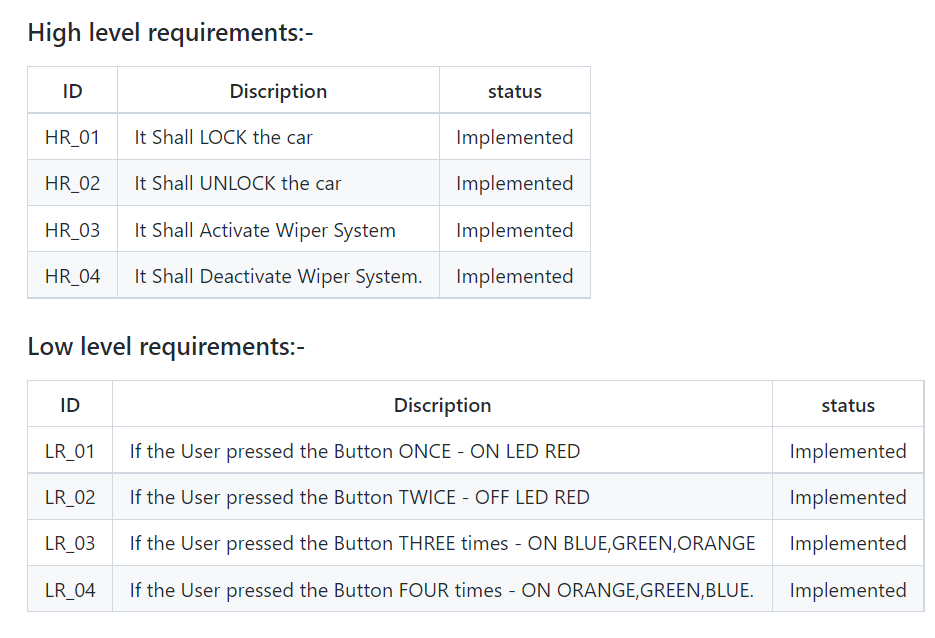 High level requirements:-
ID Discription status
HR_01 It Shall LOCK the car Implemented
HR_02 It Shall UNLOCK the car Implemented
HR_03 It Shall Activate Wiper System Implemented
HR_04 It Shall Deactivate Wiper System. Implemented
Low level requirements:-
ID Discription status
LR_01 If the User pressed the Button ONCE - ON LED RED Implemented
LR_02 If the User pressed the Button TWICE - OFF LED RED Implemented
LR_03 If the User pressed the Button THREE times - ON BLUE,GREEN,ORANGE Implemented
LR_04 If the User pressed the Button FOUR times - ON ORANGE,GREEN,BLUE. Implemented